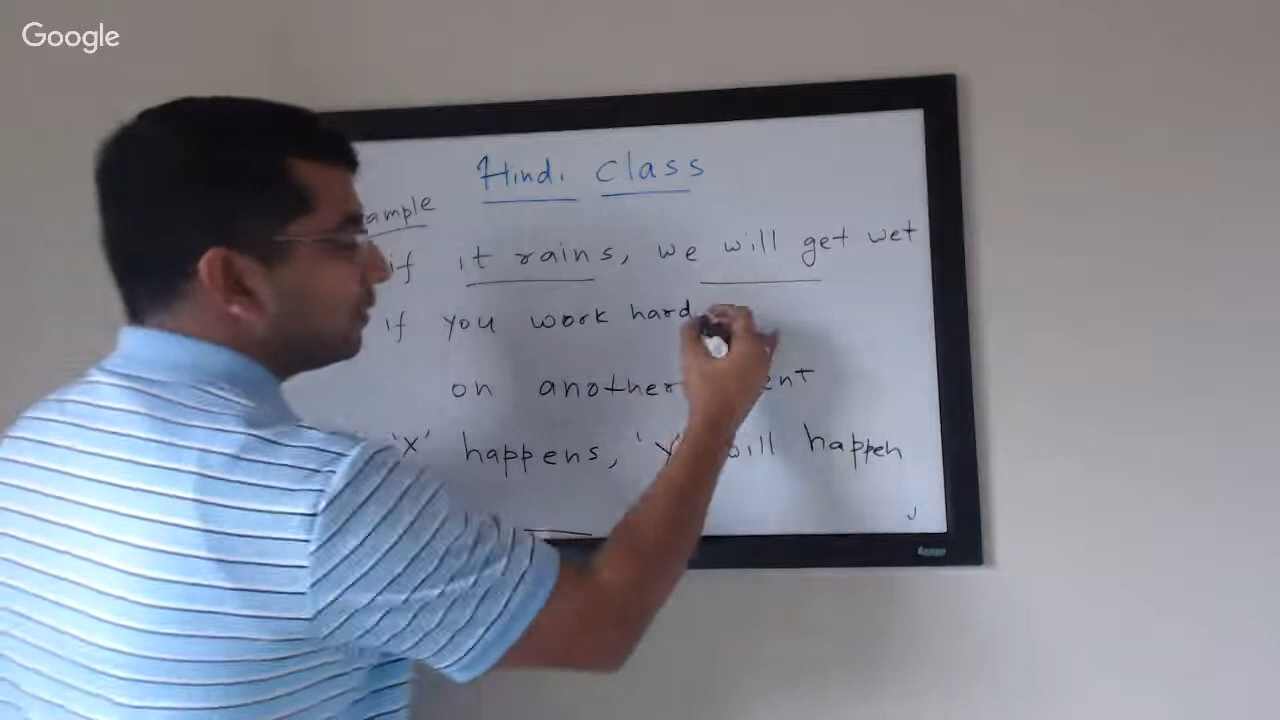 Google
Hindi class
if it rains, we will get wet
if you work hard
on another
'x' happens, 'y' will happen